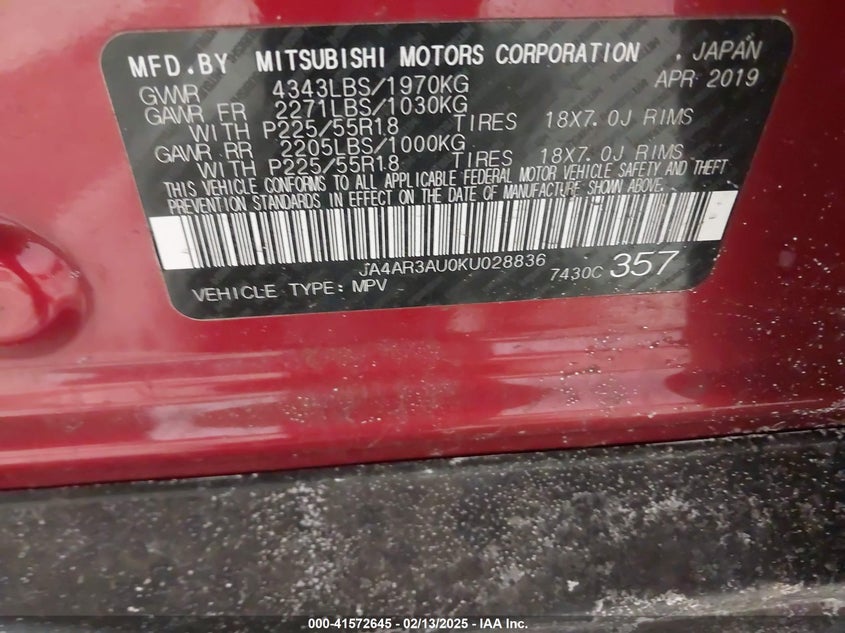 MFD.BY MITSUBISHI MOTORS CORPORATION , JAPAN
GVWR 4343LBS/1970KG APR 2019
GAWR FR 2271LBS/1030KG
WITH P225/55R18 TIRES 18X7.0J RIMS
GAWR RR 2205LBS/1000KG
WITH P225/55R18 TIRES 18X7.0J RIMS
THIS VEHICLE CONFORMS TO ALL APPLICABLE FEDERAL MOTOR VEHICLE SAFETY AND THEFT
PREVENTION STANDARDS IN EFFECT ON THE DATE OF MANUFACTURE SHOWN ABOVE.
JA4AR3AU0KU028836
7430C 357
VEHICLE TYPE: MPV
000-41572645 / 02/13/2025 - IAA Inc.